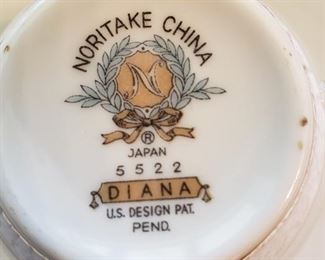 NORITAKE CHINA
N
®
JAPAN
5522
DIANA
U.S. DESIGN PAT.
PEND.